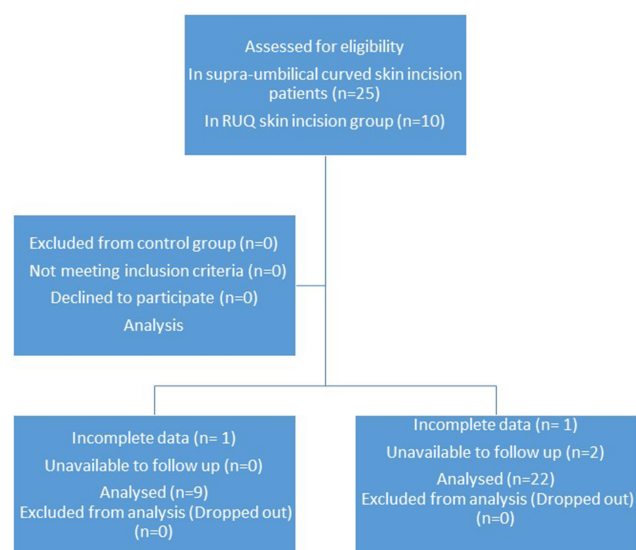 Assessed for eligibility
In supra-umbilical curved skin incision
patients (n=25)
In RUQ skin incision group (n=10)
Excluded from control group (n=0)
Not meeting inclusion criteria (n=0)
Declined to participate (n=0)
Analysis
Incomplete data (n= 1)
Unavailable to follow up (n=0)
Analysed (n=9)
Excluded from analysis (Dropped out)
(n=0)
Incomplete data (n= 1)
Unavailable to follow up (n=2)
Analysed (n=22)
Excluded from analysis (Dropped out)
(n=0)